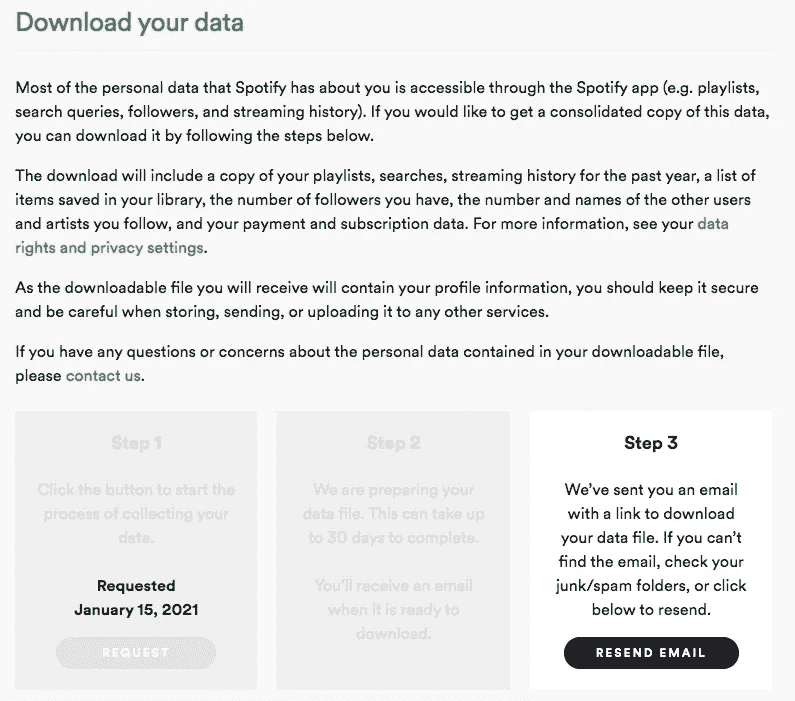 Download your data
Most of the personal data that Spotify has about you is accessible through the Spotify app (e.g. playlists,
search queries, followers, and streaming history). If you would like to get a consolidated copy of this data,
you can download it by following the steps below.
The download will include a copy of your playlists, searches, streaming history for the past year, a list of
items saved in your library, the number of followers you have, the number and names of the other users
and artists you follow, and your payment and subscription data. For more information, see your data
rights and privacy settings.
As the downloadable file you will receive will contain your profile information, you should keep it secure
and be careful when storing, sending, or uploading it to any other services.
If you have any questions or concerns about the personal data contained in your downloadable file,
please contact us.
Step 1
Click the button to start the
process of collecting your
data.
Requested
January 15, 2021
REQUEST
Step 2
We are preparing your
data file. This can take up
to 30 days to complete.
You'll receive an email
when it is ready to
download.
Step 3
We've sent you an email
with a link to download
your data file. If you can't
find the email, check your
junk/spam folders, or click
below to resend.
RESEND EMAIL